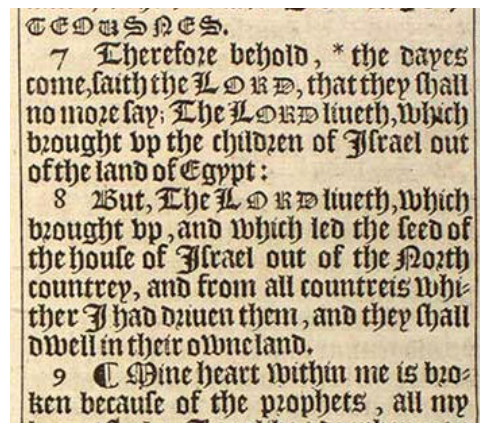 TEOUSNES.
7 Therefore behold, * the dayes
come, saith the LORD, that they shall
no more say; The LORD liueth, which
brought vp the children of Israel out
of the land of Egypt:
8 But, The LORD liueth, which
brought vp, and which led the seed of
the house of Israel out of the North
countrey, and from all countreis whi-
ther I had driuen them, and they shall
dwell in their owne land.
9 ¶ Mine heart within me is bro-
ken because of the prophets, all my